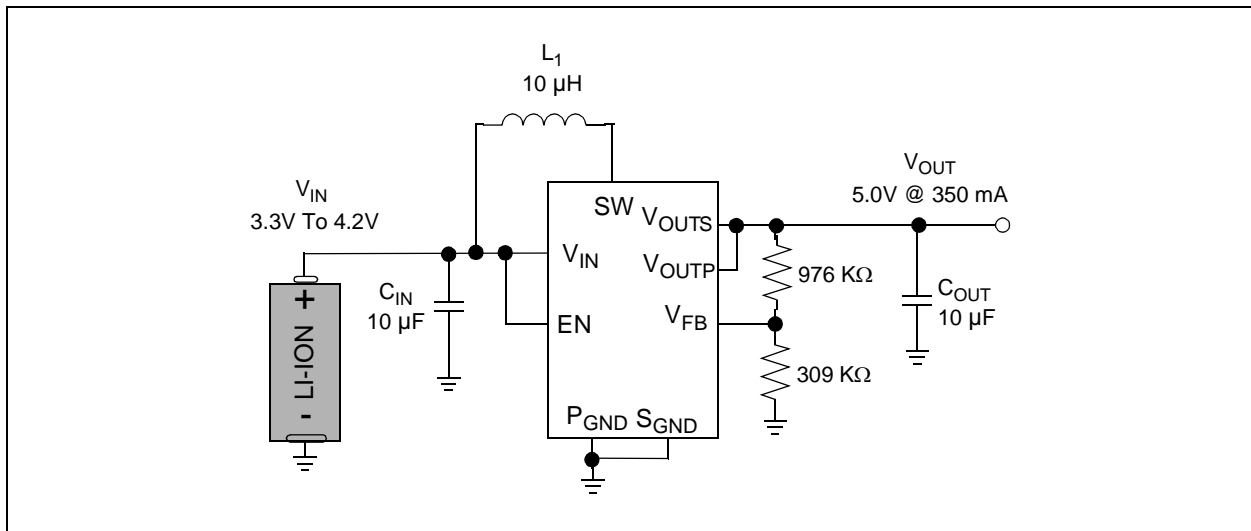 L1
10 µH
VIN
3.3V To 4.2V
VOUT
5.0V @ 350 mA
SW
VOUTS
VIN
VOUTP
976 KΩ
+
LI-ION
-
CIN
10 µF
EN
VFB
COUT
10 µF
309 KΩ
PGND SGND